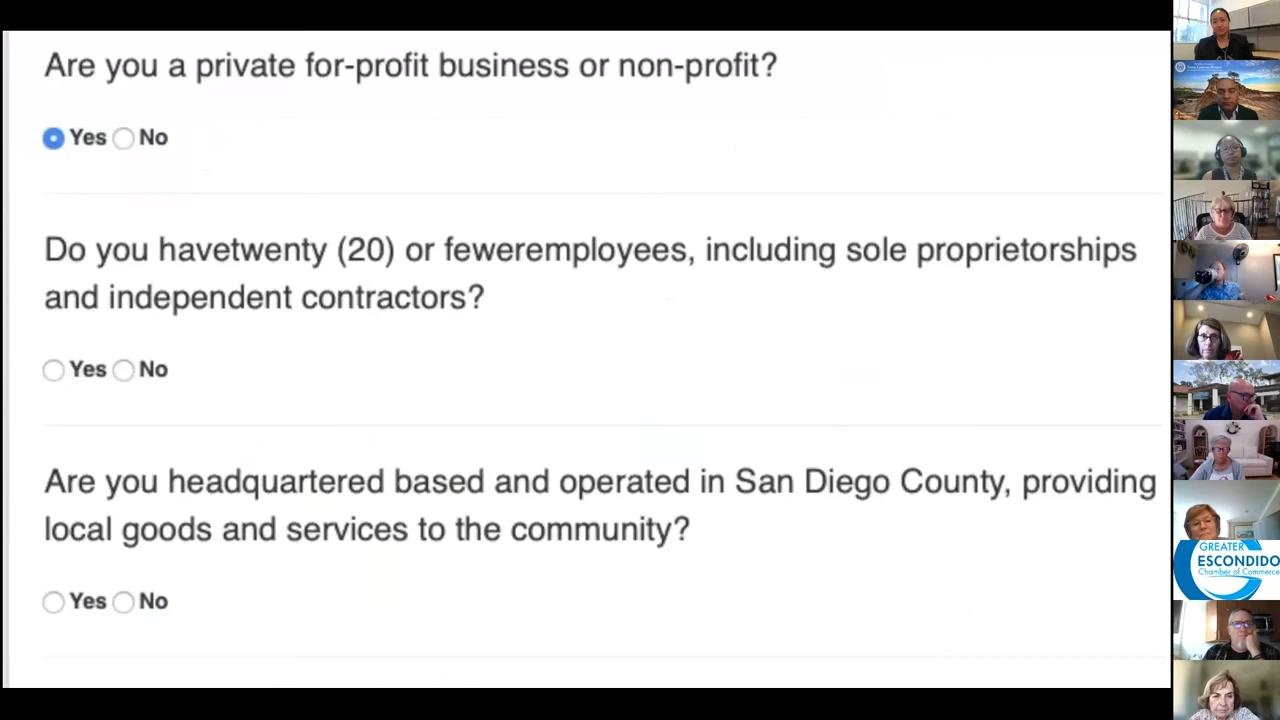 Are you a private for-profit business or non-profit?
Yes No
Do you havetwenty (20) or feweremployees, including sole proprietorships
and independent contractors?
Yes No
Are you headquartered based and operated in San Diego County, providing
local goods and services to the community?
Yes No
GREATER
ESCONDIDO
Chamber of Commerce